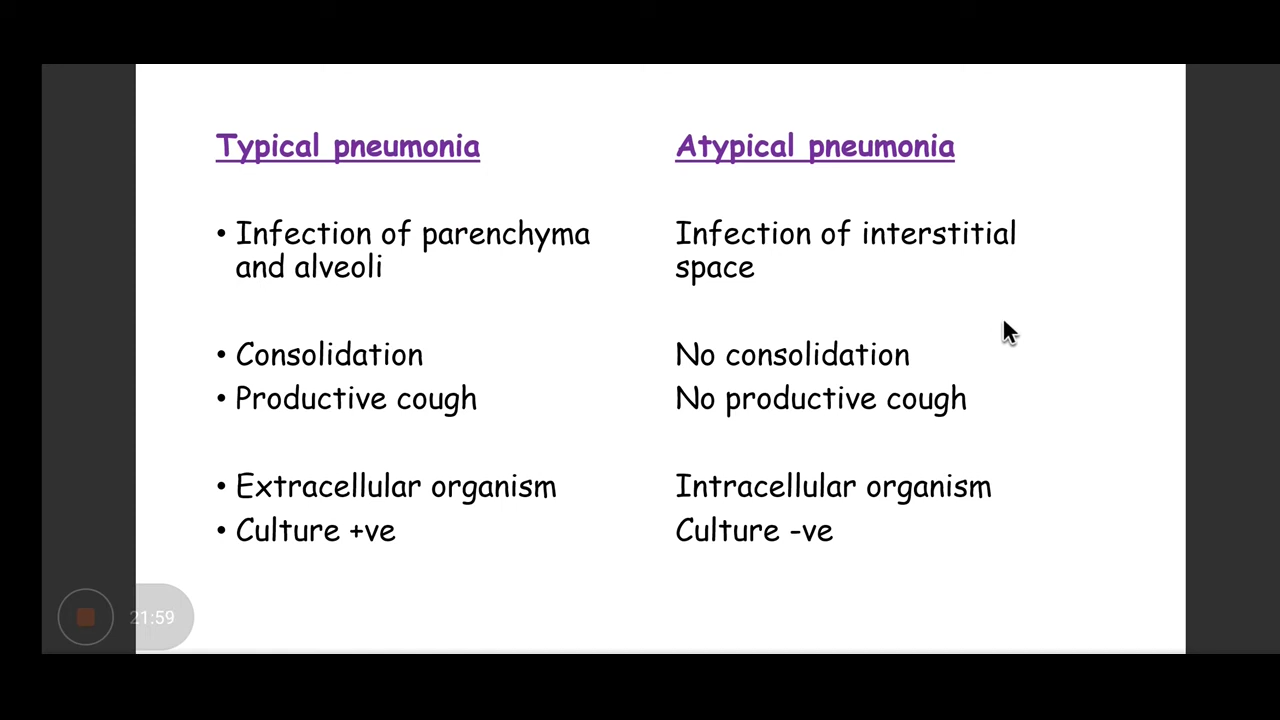 Typical pneumonia
• Infection of parenchyma
and alveoli
• Consolidation
• Productive cough
• Extracellular organism
• Culture +ve
Atypical pneumonia
Infection of interstitial
space
No consolidation
No productive cough
Intracellular organism
Culture -ve
21:59